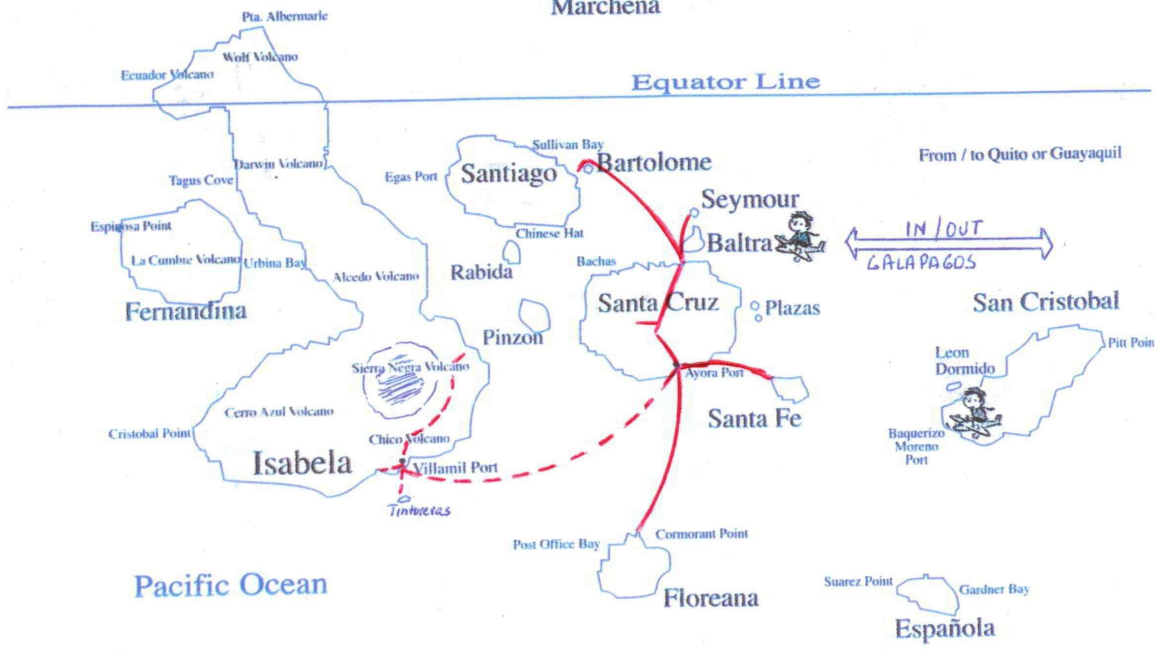 Marchena
Pta. Albermarle
Wolf Volcano
Ecuador Volcano
Equator Line
Sullivan Bay
Bartolome
From / to Quito or Guayaquil
Darwin Volcano
Tagus Cove
Egas Port
Santiago
Seymour
Espinosa Point
Chinese Hat
Baltra
IN / OUT
GALAPAGOS
La Cumbre Volcano
Urbina Bay
Alcedo Volcano
Rabida
Bachas
Fernandina
Santa Cruz
Plazas
San Cristobal
Pinzon
Pitt Poin
Leon
Dormido
Sierra Negra Volcano
Ayora Port
Cerro Azul Volcano
Santa Fe
Cristobal Point
Chico Volcano
Baquerizo
Moreno
Port
Isabela
Villamil Port
Tintoreras
Post Office Bay
Cormorant Point
Pacific Ocean
Floreana
Suarez Point
Gardner Bay
Española